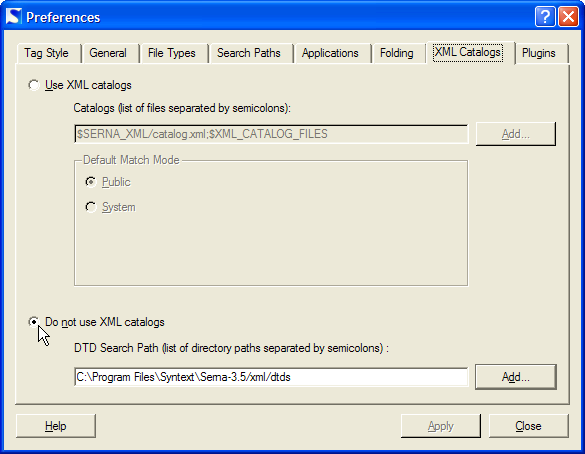 Preferences
Tag Style General File Types Search Paths Applications Folding XML Catalogs Plugins
Use XML catalogs
Catalogs (list of files separated by semicolons):
$SERNA_XML/catalog.xml;$XML_CATALOG_FILES Add...
Default Match Mode
Public
System
Do not use XML catalogs
DTD Search Path (list of directory paths separated by semicolons) :
C:\Program Files\Syntext\Serna-3.5/xml/dtds Add...
Help Apply Close